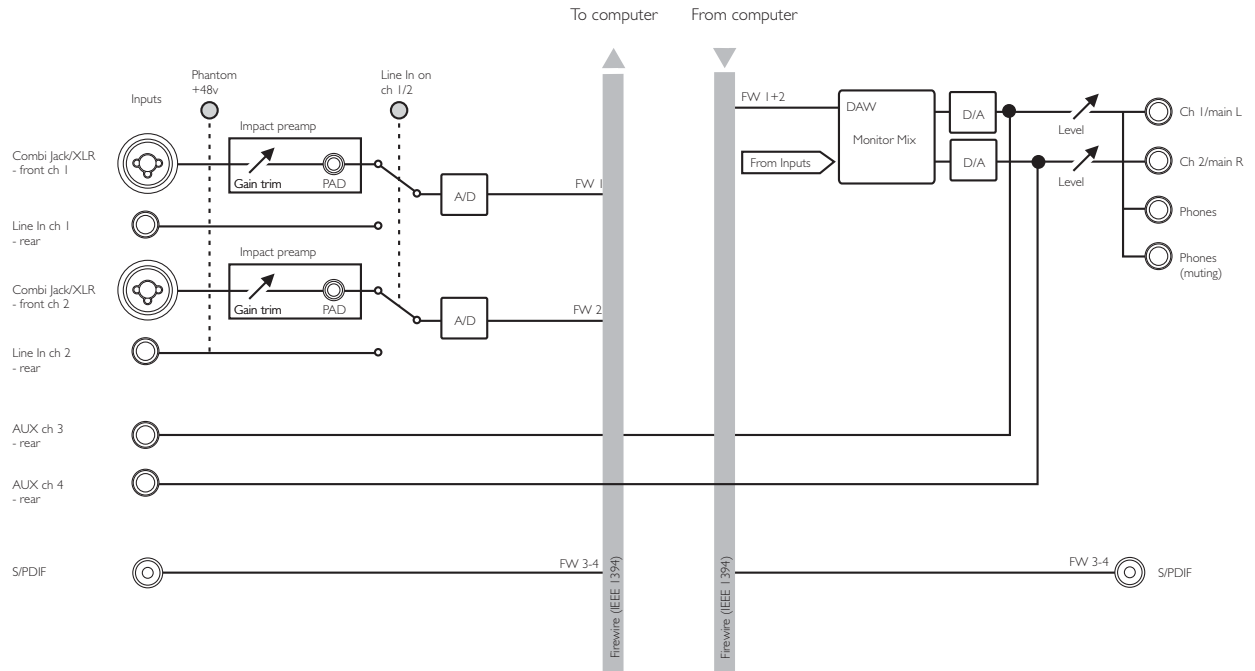 To computer
From computer
Phantom
+48v
Line In on
ch 1/2
Inputs
Impact preamp
Combi Jack/XLR
- front ch 1
Gain trim
PAD
A/D
FW 1
Line In ch 1
- rear
Impact preamp
Combi Jack/XLR
- front ch 2
Gain trim
PAD
A/D
FW 2
Line In ch 2
- rear
AUX ch 3
- rear
AUX ch 4
- rear
S/PDIF
FW 3-4
Firewire (IEEE 1394)
Firewire (IEEE 1394)
FW 1+2
DAW
Monitor Mix
From Inputs
D/A
D/A
Level
Level
Ch 1/main L
Ch 2/main R
Phones
Phones
(muting)
FW 3-4
S/PDIF